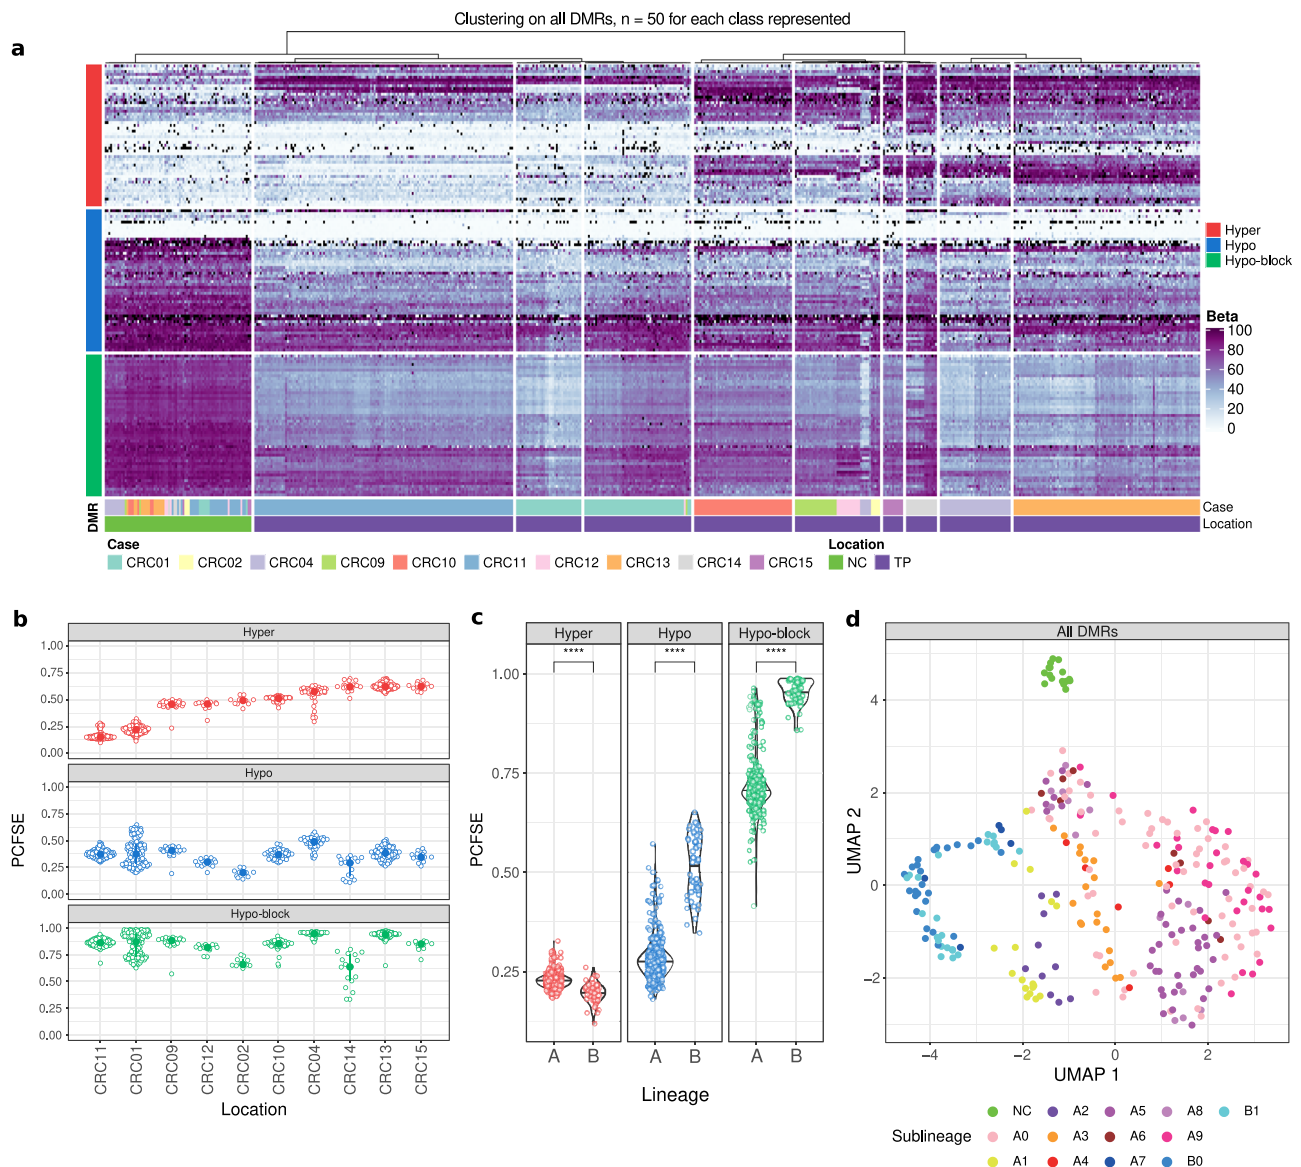 Clustering on all DMRs, n = 50 for each class represented
a
Hyper
Hypo
Hypo-block
Beta
100
80
60
40
20
0
DMR
Case
Location
Case
CRC01
CRC02
CRC04
CRC09
CRC10
CRC11
CRC12
CRC13
CRC14
CRC15
Location
NC
TP
b
Hyper
1.00
0.75
0.50
0.25
0.00
Hypo
1.00
0.75
0.50
0.25
0.00
Hypo-block
1.00
0.75
0.50
0.25
0.00
PCFSE
CRC11
CRC01
CRC09
CRC12
CRC02
CRC10
CRC04
CRC14
CRC13
CRC15
Location
c
Hyper
Hypo
Hypo-block
****
****
****
1.00
0.75
0.50
0.25
PCFSE
A
B
A
B
A
B
Lineage
d
All DMRs
4
2
0
−2
UMAP 2
−4
−2
0
2
UMAP 1
Sublineage
NC
A2
A5
A8
B1
A0
A3
A6
A9
A1
A4
A7
B0